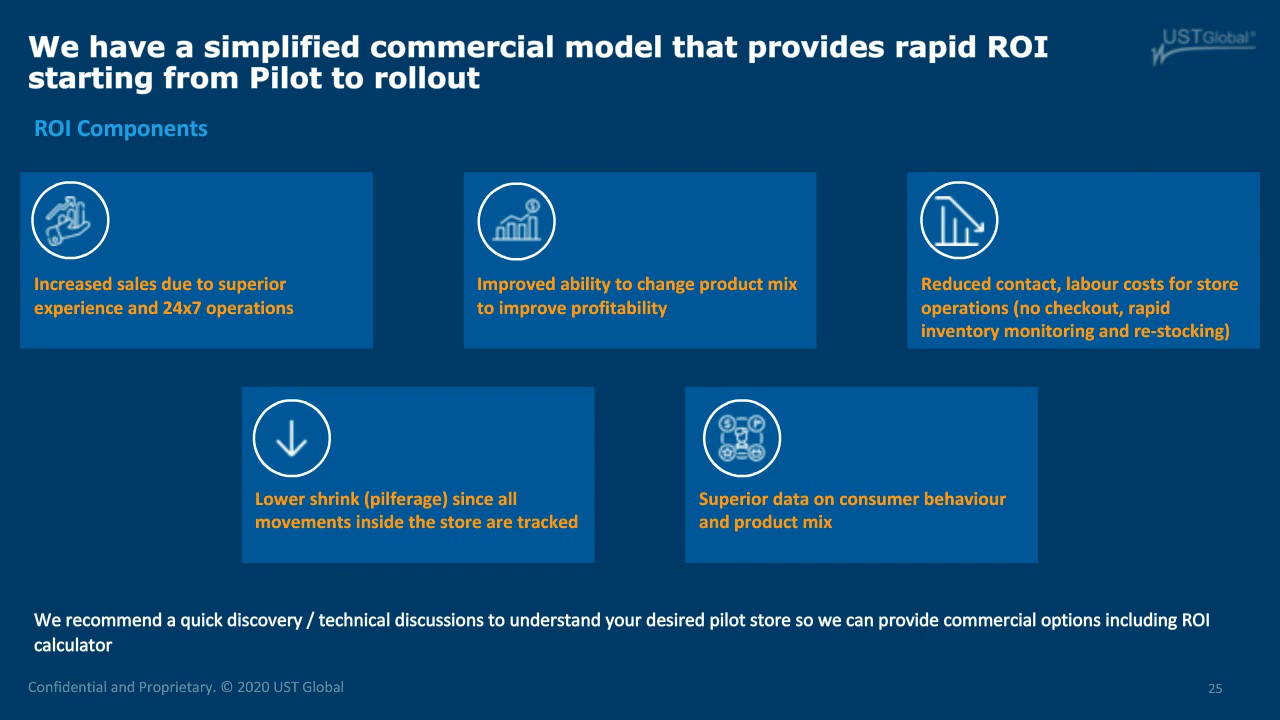 We have a simplified commercial model that provides rapid ROI
starting from Pilot to rollout
USTGlobal®
ROI Components
Increased sales due to superior
experience and 24x7 operations
Improved ability to change product mix
to improve profitability
Reduced contact, labour costs for store
operations (no checkout, rapid
inventory monitoring and re-stocking)
Lower shrink (pilferage) since all
movements inside the store are tracked
Superior data on consumer behaviour
and product mix
We recommend a quick discovery / technical discussions to understand your desired pilot store so we can provide commercial options including ROI
calculator
Confidential and Proprietary. © 2020 UST Global
25